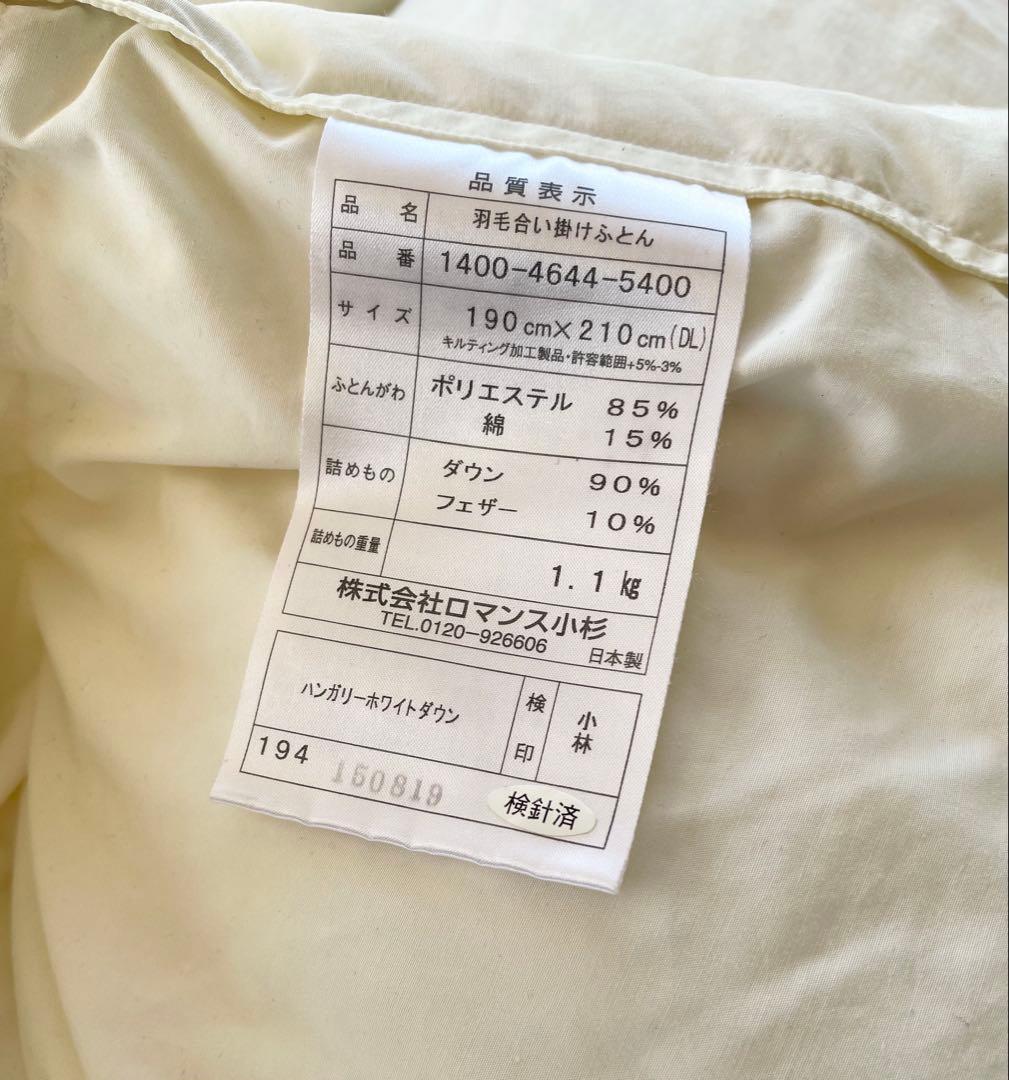 品質表示
品名 羽毛合い掛けふとん
品番 1400-4644-5400
サイズ 190cm×210cm(DL)
キルティング加工製品・許容範囲+5%-3%
ふとんがわ ポリエステル 85%
綿 15%
詰めもの ダウン 90%
フェザー 10%
詰めもの重量 1.1kg
株式会社ロマンス小杉
TEL.0120-926606 日本製
ハンガリーホワイトダウン 検印 小林
194 150819 検針済